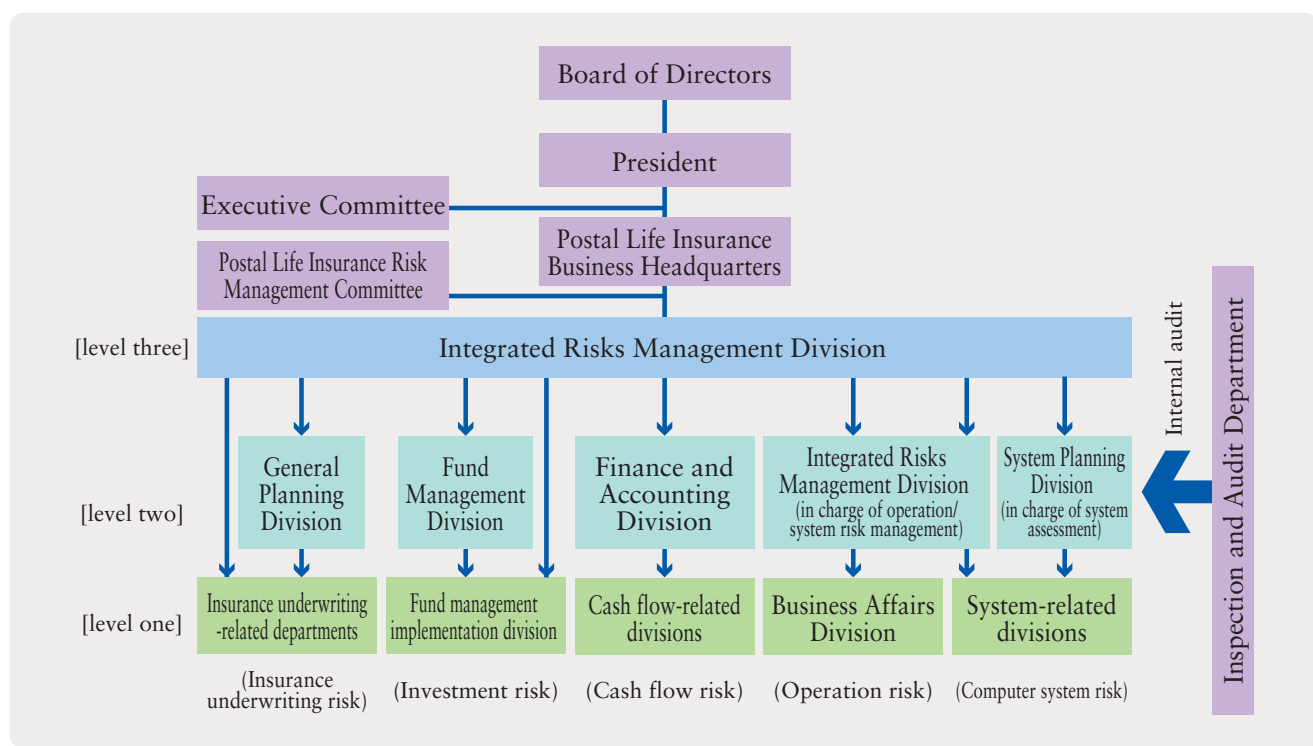 Board of Directors
President
Executive Committee
Postal Life Insurance
Business Headquarters
Postal Life Insurance Risk
Management Committee
[level three]
Integrated Risks Management Division
Internal audit
Inspection and Audit Department
[level two]
General
Planning
Division
Fund
Management
Division
Finance and
Accounting
Division
Integrated Risks
Management Division
(in charge of operation/
system risk management)
System Planning
Division
(in charge of system
assessment)
[level one]
Insurance underwriting
-related departments
Fund management
implementation division
Cash flow-related
divisions
Business Affairs
Division
System-related
divisions
(Insurance
underwriting risk)
(Investment risk)
(Cash flow risk)
(Operation risk)
(Computer system risk)